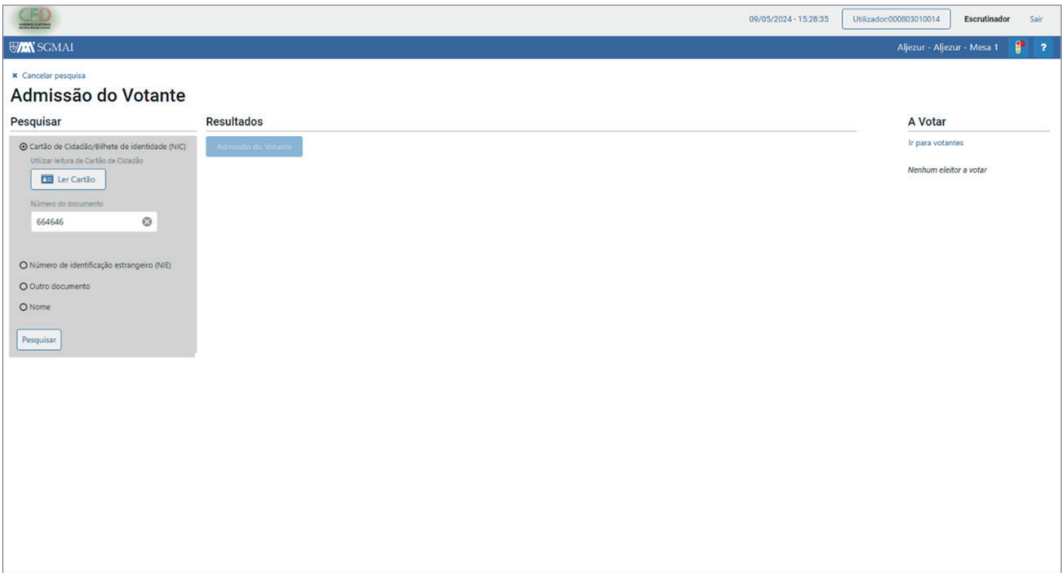 CED
09/05/2024 - 15:28:35
Utilizador:000803010014
Escrutinador
Sair
SGMAI
Aljezur - Aljezur - Mesa 1
?
Cancelar pesquisa
Admissão do Votante
Pesquisar
Cartão de Cidadão/Bilhete de identidade (NIC)
Utilizar leitura de Cartão de Cidadão
Ler Cartão
Número do documento
664646
Número de identificação estrangeiro (NIE)
Outro documento
Nome
Pesquisar
Resultados
Admissão do Votante
A Votar
Ir para votantes
Nenhum eleitor a votar